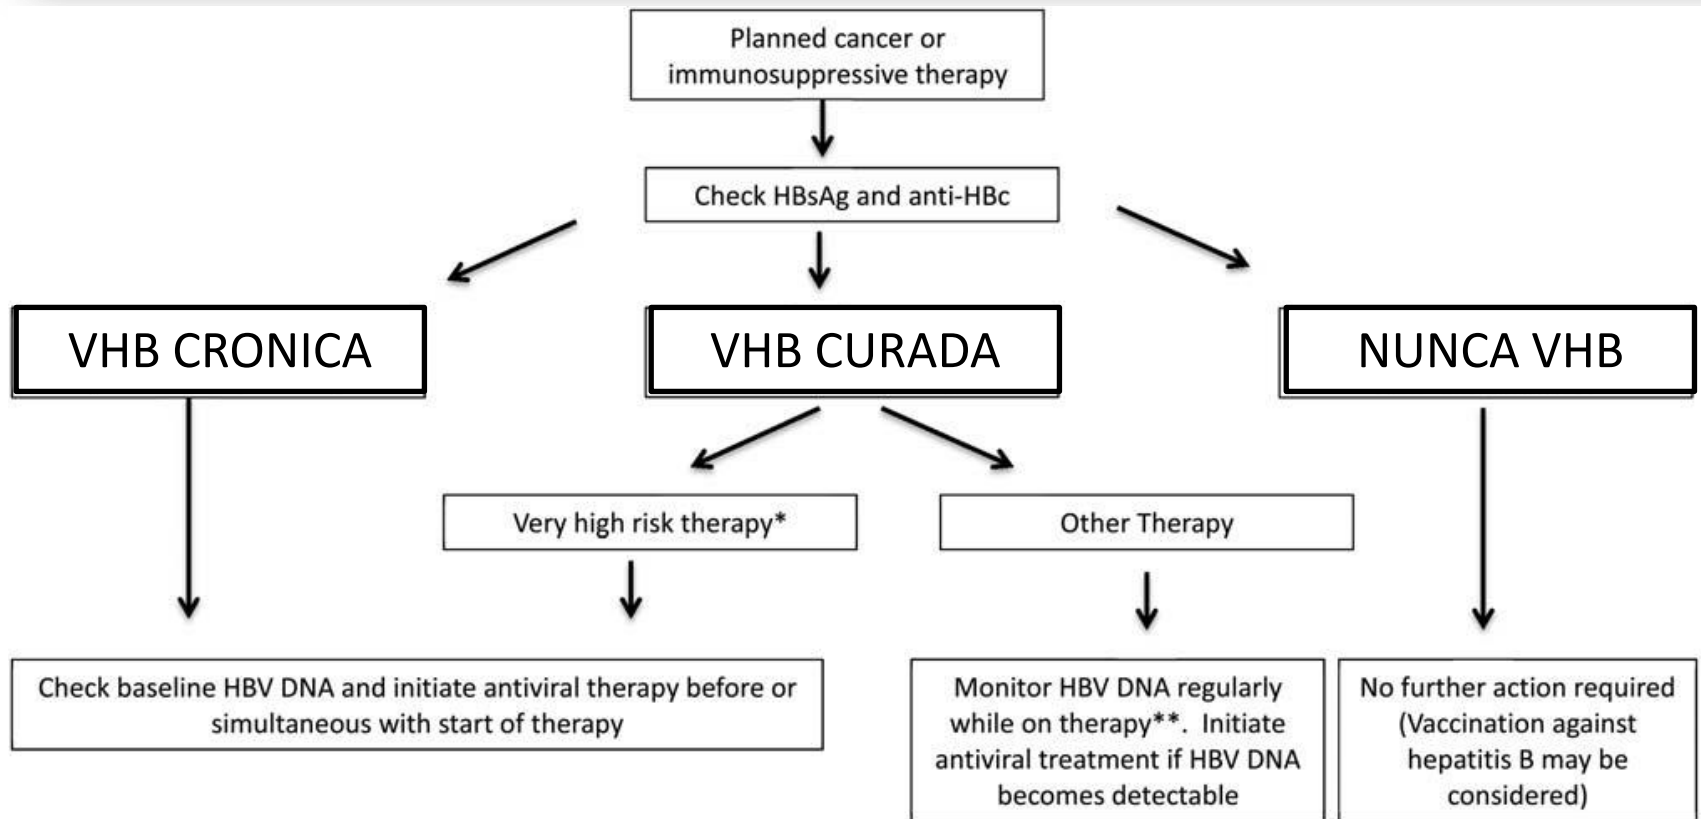 Planned cancer or
immunosuppressive therapy
Check HBsAg and anti-HBc
VHB CRONICA
VHB CURADA
NUNCA VHB
Very high risk therapy*
Other Therapy
Check baseline HBV DNA and initiate antiviral therapy before or
simultaneous with start of therapy
Monitor HBV DNA regularly
while on therapy**.  Initiate
antiviral treatment if HBV DNA
becomes detectable
No further action required
(Vaccination against
hepatitis B may be
considered)